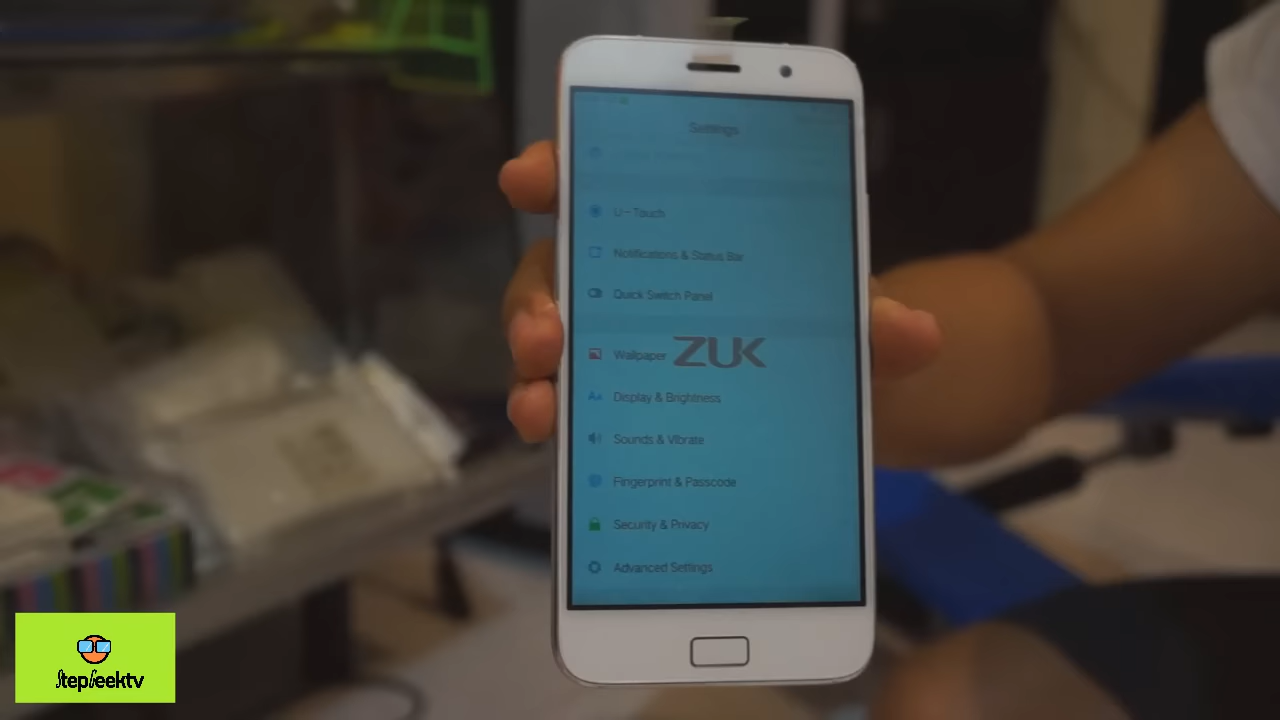 Settings
U-Touch
Notifications & Status Bar
Quick Switch Panel
Wallpaper
ZUK
Display & Brightness
Sounds & Vibrate
Fingerprint & Passcode
Security & Privacy
Advanced Settings
StepGeektv